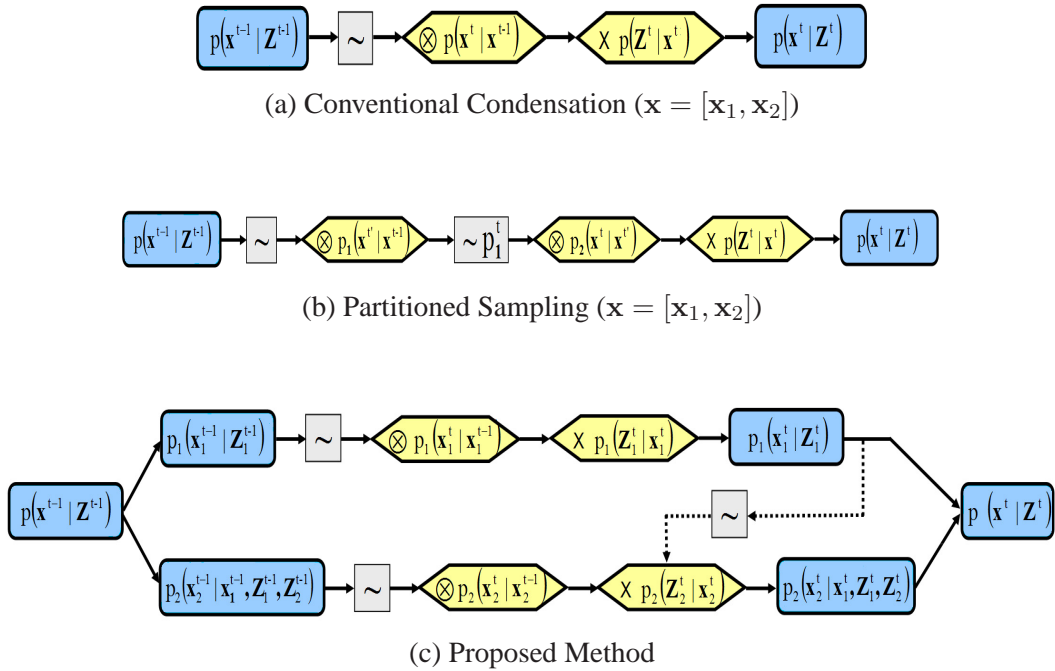 p(x^{t-1} | Z^{t-1}) ~ ⊗ p(x^t | x^{t-1}) × p(Z^t | x^t) p(x^t | Z^t)
(a) Conventional Condensation (x = [x₁, x₂])
p(x^{t-1} | Z^{t-1}) ~ ⊗ p₁(x^{t'} | x^{t-1}) ~p₁^t ⊗ p₂(x^t | x^{t'}) × p(Z^t | x^t) p(x^t | Z^t)
(b) Partitioned Sampling (x = [x₁, x₂])
p₁(x₁^{t-1} | Z₁^{t-1}) ~ ⊗ p₁(x₁^t | x₁^{t-1}) × p₁(Z₁^t | x₁^t) p₁(x₁^t | Z₁^t)
p(x^{t-1} | Z^{t-1}) ~ p (x^t | Z^t)
p₂(x₂^{t-1} | x₁^{t-1}, Z₁^{t-1}, Z₂^{t-1}) ~ ⊗ p₂(x₂^t | x₂^{t-1}) × p₂(Z₂^t | x₂^t) p₂(x₂^t | x₁^t, Z₁^t, Z₂^t)
(c) Proposed Method